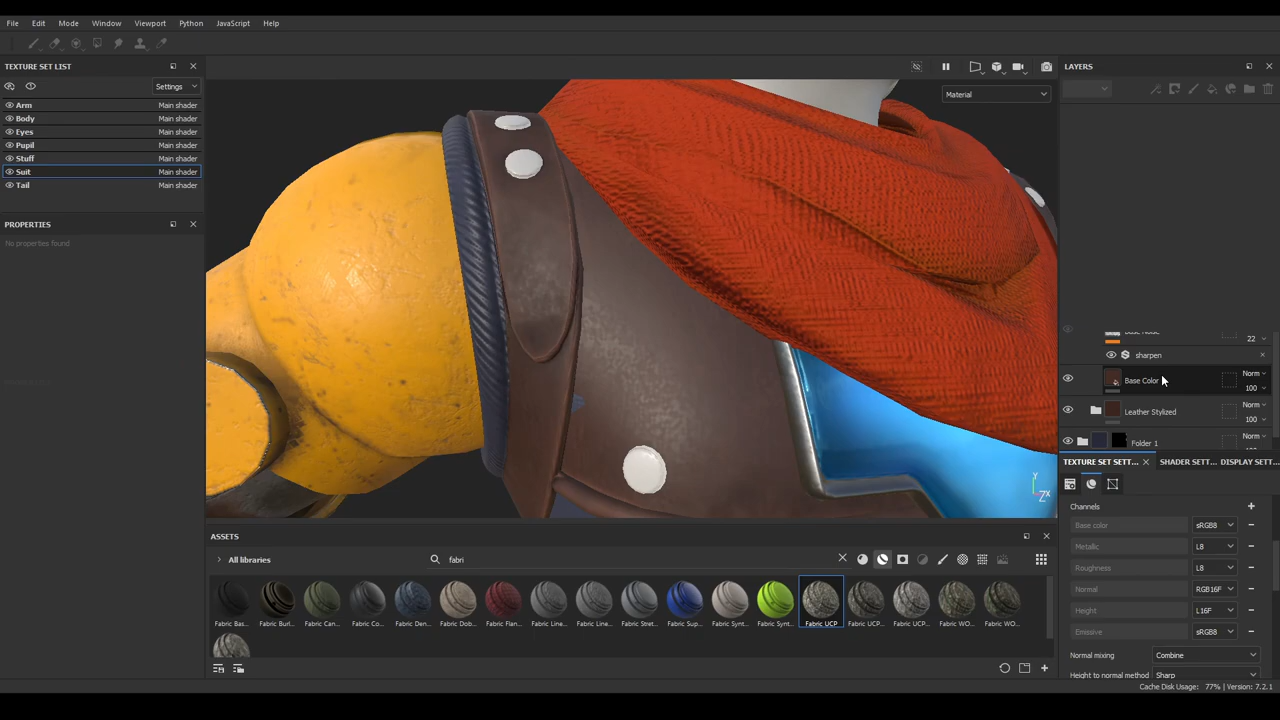 File Edit Mode Window Viewport Python JavaScript Help
TEXTURE SET LIST
Settings
Arm Main shader
Body Main shader
Eyes Main shader
Pupil Main shader
Stuff Main shader
Suit Main shader
Tail Main shader
PROPERTIES
No properties found
Material
Y
Z X
LAYERS
22
sharpen
Base Color Norm
100
Leather Stylized Norm
100
Folder 1 Norm
TEXTURE SET SETT... SHADER SETT... DISPLAY SETT...
Channels
Base color sRGB8
Metallic L8
Roughness L8
Normal RGB16F
Height L16F
Emissive sRGB8
Normal mixing Combine
Height to normal method Sharp
ASSETS
All libraries fabri
Fabric Bas... Fabric Burl... Fabric Can... Fabric Co... Fabric Den... Fabric Dob... Fabric Flan... Fabric Line... Fabric Line... Fabric Stret... Fabric Sup... Fabric Synt... Fabric Synt... Fabric UCP Fabric UCP... Fabric UCP... Fabric WO... Fabric WO...
Cache Disk Usage: 77% | Version: 7.2.1